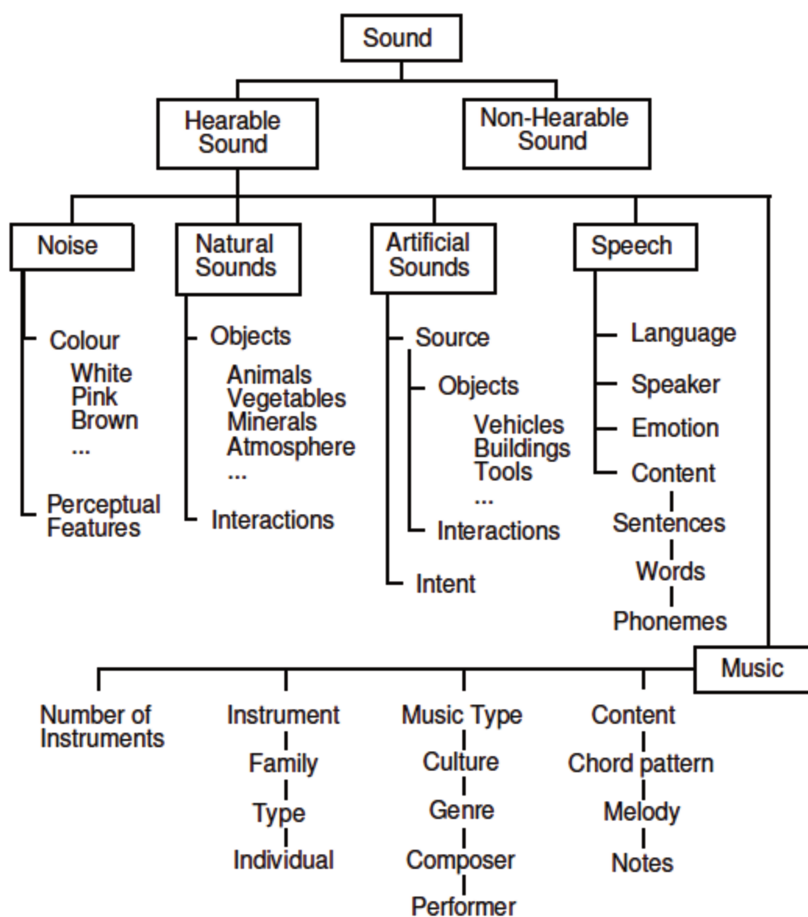 Sound
Hearable
Sound
Non-Hearable
Sound
Noise
Natural
Sounds
Artificial
Sounds
Speech
Colour
White
Pink
Brown
...
Perceptual
Features
Objects
Animals
Vegetables
Minerals
Atmosphere
...
Interactions
Source
Objects
Vehicles
Buildings
Tools
...
Interactions
Intent
Language
Speaker
Emotion
Content
Sentences
Words
Phonemes
Music
Number of
Instruments
Instrument
Family
Type
Individual
Music Type
Culture
Genre
Composer
Performer
Content
Chord pattern
Melody
Notes